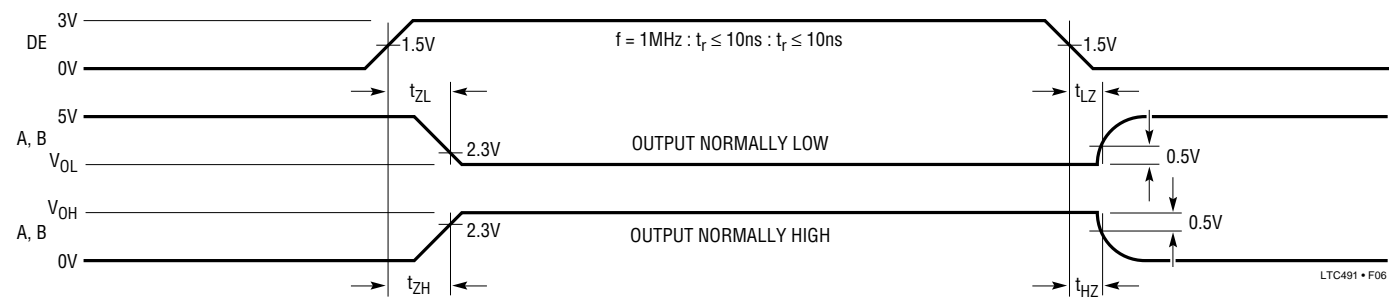 3V
DE
1.5V
f = 1MHz : tr ≤ 10ns : tr ≤ 10ns
1.5V
0V
tZL
tLZ
5V
A, B
2.3V
OUTPUT NORMALLY LOW
0.5V
VOL
VOH
A, B
2.3V
OUTPUT NORMALLY HIGH
0.5V
0V
tZH
tHZ
LTC491 • F06